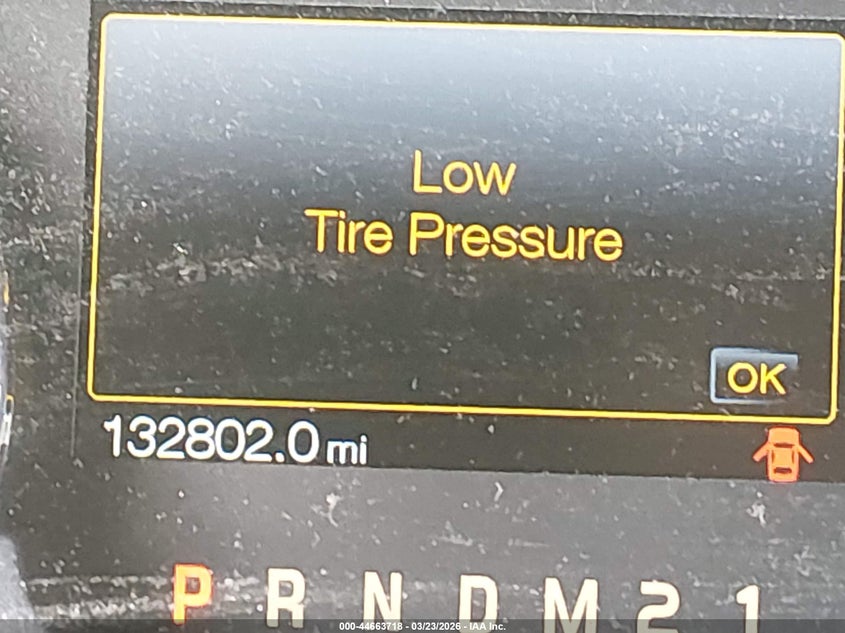 Low
Tire Pressure
OK
132802.0 mi
P R N D M 2 1
000-44663718 - 03/23/2026 - IAA Inc.